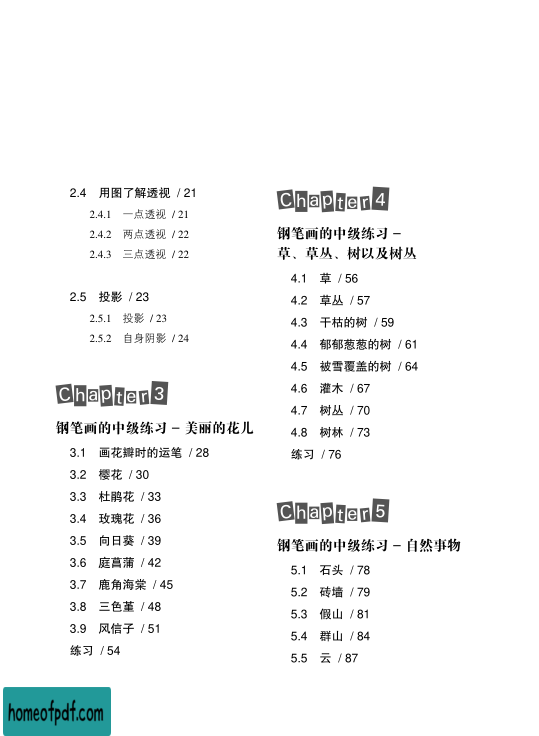 2.4 用图了解透视 / 21
2.4.1 一点透视 / 21
2.4.2 两点透视 / 22
2.4.3 三点透视 / 22
2.5 投影 / 23
2.5.1 投影 / 23
2.5.2 自身阴影 / 24
Chapter 3
钢笔画的中级练习 – 美丽的花儿
3.1 画花瓣时的运笔 / 28
3.2 樱花 / 30
3.3 杜鹃花 / 33
3.4 玫瑰花 / 36
3.5 向日葵 / 39
3.6 庭菖蒲 / 42
3.7 鹿角海棠 / 45
3.8 三色堇 / 48
3.9 风信子 / 51
练习 / 54
Chapter 4
钢笔画的中级练习 –
草、草丛、树以及树丛
4.1 草 / 56
4.2 草丛 / 57
4.3 干枯的树 / 59
4.4 郁郁葱葱的树 / 61
4.5 被雪覆盖的树 / 64
4.6 灌木 / 67
4.7 树丛 / 70
4.8 树林 / 73
练习 / 76
Chapter 5
钢笔画的中级练习 – 自然事物
5.1 石头 / 78
5.2 砖墙 / 79
5.3 假山 / 81
5.4 群山 / 84
5.5 云 / 87
homeofpdf.com